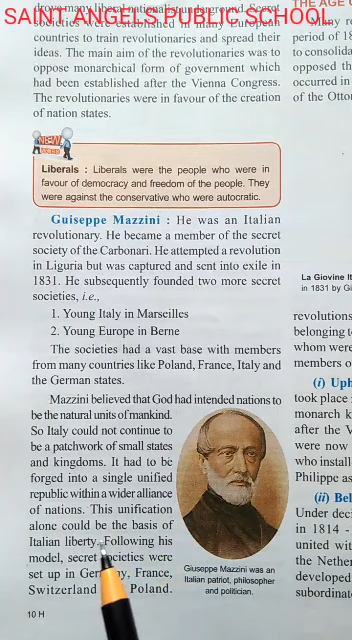 SAINT ANGELS PUBLIC SCHOOL
drove many liberal nationalist underground. Secret
societies were established in many European
countries to train revolutionaries and spread their
ideas. The main aim of the revolutionaries was to
oppose monarchical form of government which
had been established after the Vienna Congress.
The revolutionaries were in favour of the creation
of nation states.
NEW
Liberals : Liberals were the people who were in
favour of democracy and freedom of the people. They
were against the conservative who were autocratic.
Guiseppe Mazzini : He was an Italian
revolutionary. He became a member of the secret
society of the Carbonari. He attempted a revolution
in Liguria but was captured and sent into exile in
1831. He subsequently founded two more secret
societies, i.e.,
1. Young Italy in Marseilles
2. Young Europe in Berne
The societies had a vast base with members
from many countries like Poland, France, Italy and
the German states.
Mazzini believed that God had intended nations to
be the natural units of mankind.
So Italy could not continue to
be a patchwork of small states
and kingdoms. It had to be
forged into a single unified
republic within a wider alliance
of nations. This unification
alone could be the basis of
Italian liberty. Following his
model, secret societies were
set up in France,
Switzerland Poland.
Giuseppe Mazzini was an
Italian patriot, philosopher
and politician.
10 H
THE AGE
Many
period of 18
to consolida
opposed th
occurred in
of the Otto
La Giovine It
in 1831 by Gi
revolutions
belonging t
whom were
members o
(i) Uph
took place
monarch k
after the V
were now
who install
Philippe as
(ii) Bel
Under deci
in 1814 -
united wit
the Nether
developed
subordinat